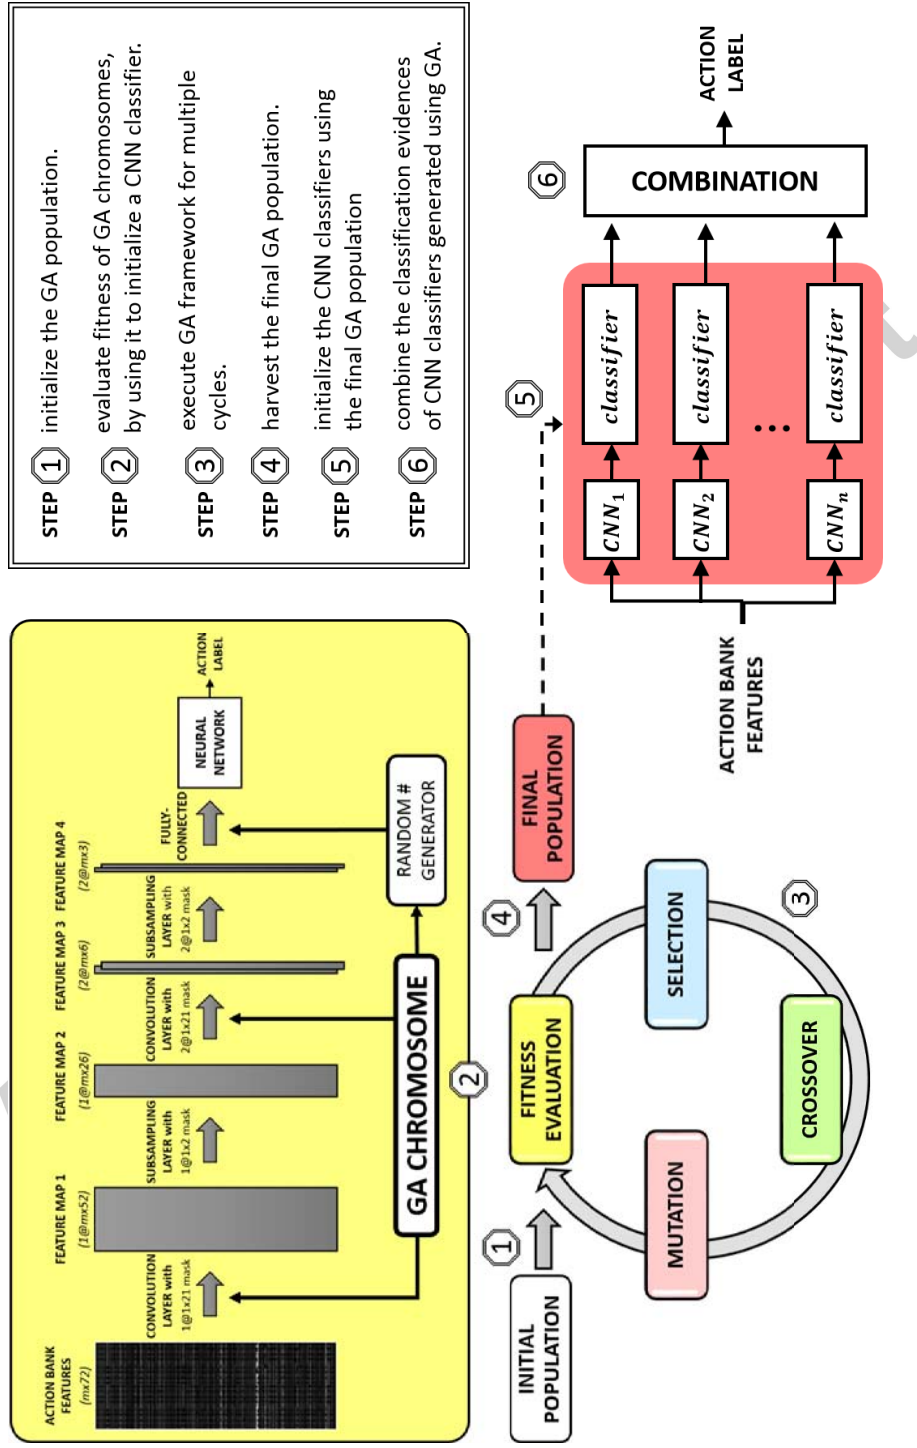 ACTION BANK
FEATURES
(mx72)
CONVOLUTION
LAYER with
1@1x21 mask
FEATURE MAP 1
(1@mx52)
SUBSAMPLING
LAYER with
1@1x2 mask
FEATURE MAP 2
(1@mx26)
CONVOLUTION
LAYER with
2@1x21 mask
FEATURE MAP 3
(2@mx6)
SUBSAMPLING
LAYER with
2@1x2 mask
FEATURE MAP 4
(2@mx3)
FULLY-
CONNECTED
NEURAL
NETWORK
ACTION
LABEL
GA CHROMOSOME
RANDOM #
GENERATOR
2
STEP 1 initialize the GA population.
STEP 2 evaluate fitness of GA chromosomes,
by using it to initialize a CNN classifier.
STEP 3 execute GA framework for multiple
cycles.
STEP 4 harvest the final GA population.
STEP 5 initialize the CNN classifiers using
the final GA population
STEP 6 combine the classification evidences
of CNN classifiers generated using GA.
INITIAL
POPULATION
1
FITNESS
EVALUATION
4
FINAL
POPULATION
MUTATION
SELECTION
CROSSOVER
3
5
ACTION BANK
FEATURES
CNN1 classifier
CNN2 classifier
...
CNNn classifier
6
COMBINATION
ACTION
LABEL